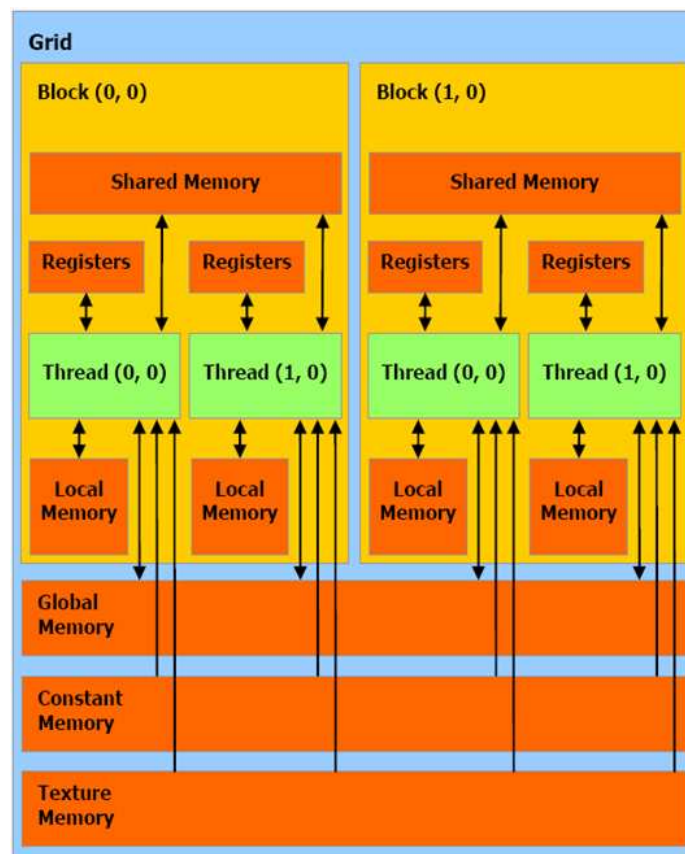 Grid
Block (0, 0)
Block (1, 0)
Shared Memory
Shared Memory
Registers
Registers
Registers
Registers
Thread (0, 0)
Thread (1, 0)
Thread (0, 0)
Thread (1, 0)
Local
Memory
Local
Memory
Local
Memory
Local
Memory
Global
Memory
Constant
Memory
Texture
Memory